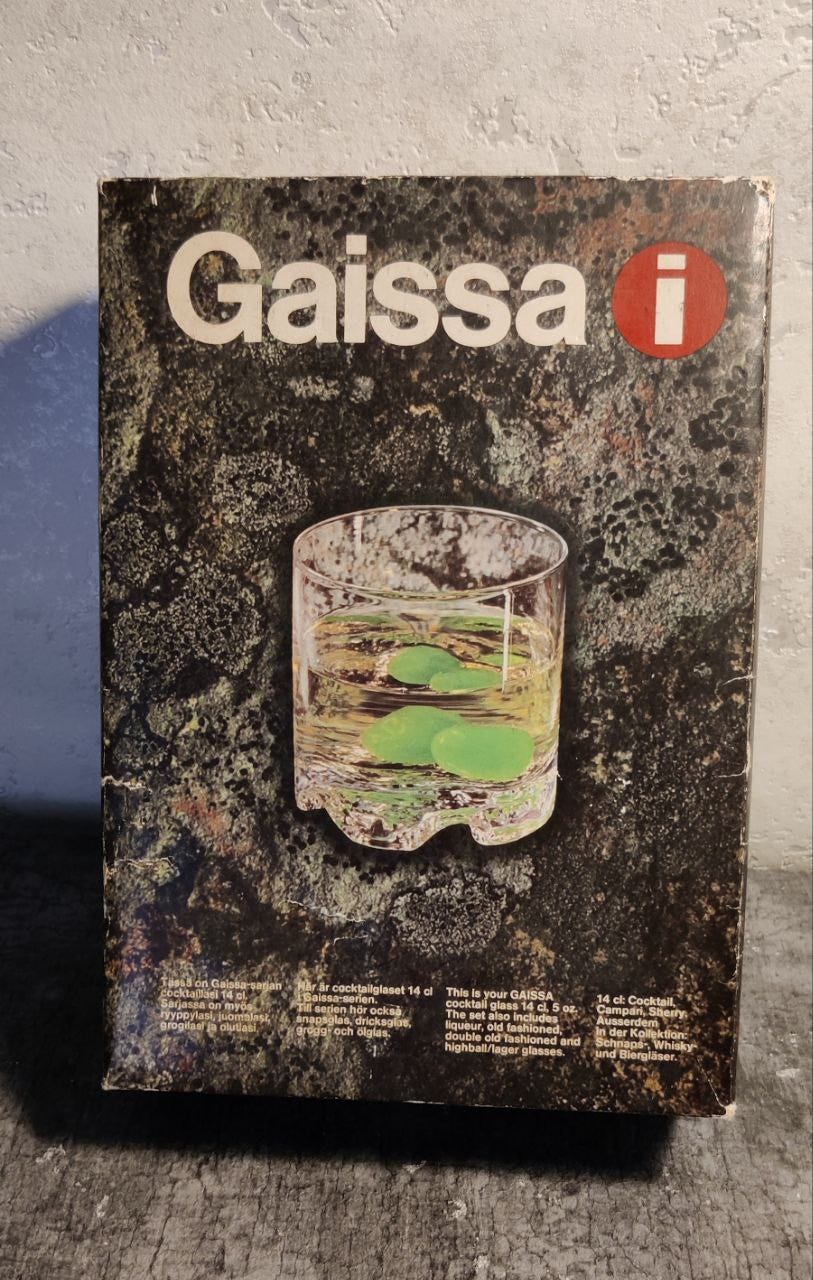 Gaissa i
Tässä on Gaissa-sarjan
cocktaillasi 14 cl.
Sarjassa on myös
ryyppylasi, juomalasi,
grogilasi ja olutlasi.
Här är cocktailglaset 14 cl
i Gaissa-serien.
Till serien hör också
snapsglas, dricksglas,
grogg- och ölglas.
This is your GAISSA
cocktail glass 14 cl, 5 oz.
The set also includes
liqueur, old fashioned,
double old fashioned and
highball/lager glasses.
14 cl: Cocktail,
Campari, Sherry.
Ausserdem
in der Kollektion:
Schnaps-, Whisky-
und Biergläser.